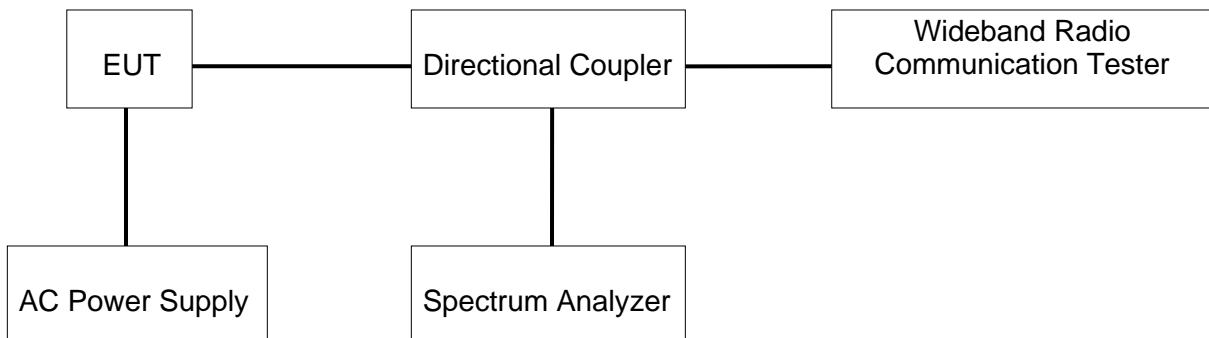 EUT
Directional Coupler
Wideband Radio
Communication Tester
AC Power Supply
Spectrum Analyzer